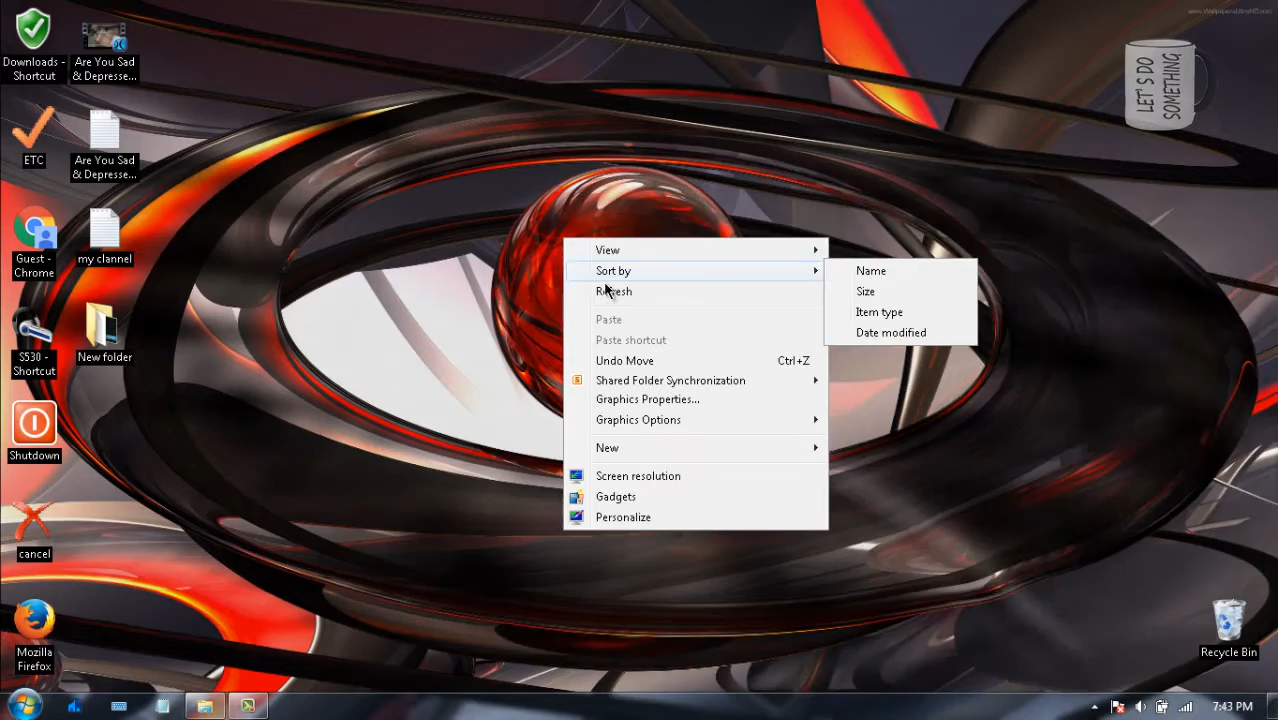 Downloads -
Shortcut
Are You Sad
& Depresse...
ETC
Are You Sad
& Depresse...
Guest -
Chrome
my clannel
S530 -
Shortcut
New folder
Shutdown
cancel
Mozilla
Firefox
LET'S DO
SOMETHING
View
Sort by
Refresh
Paste
Paste shortcut
Undo Move Ctrl+Z
Shared Folder Synchronization
Graphics Properties...
Graphics Options
New
Screen resolution
Gadgets
Personalize
Name
Size
Item type
Date modified
Recycle Bin
7:43 PM